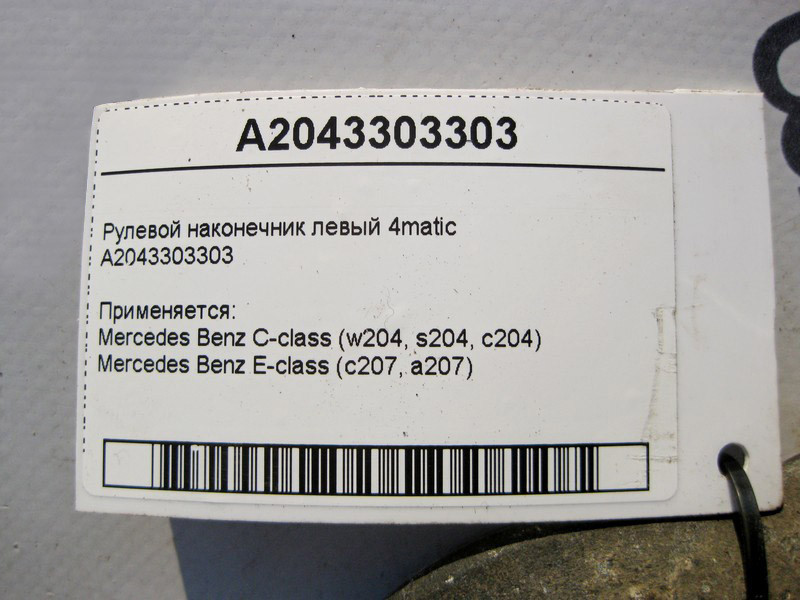 A2043303303
Рулевой наконечник левый 4matic
A2043303303
Применяется:
Mercedes Benz C-class (w204, s204, c204)
Mercedes Benz E-class (c207, a207)